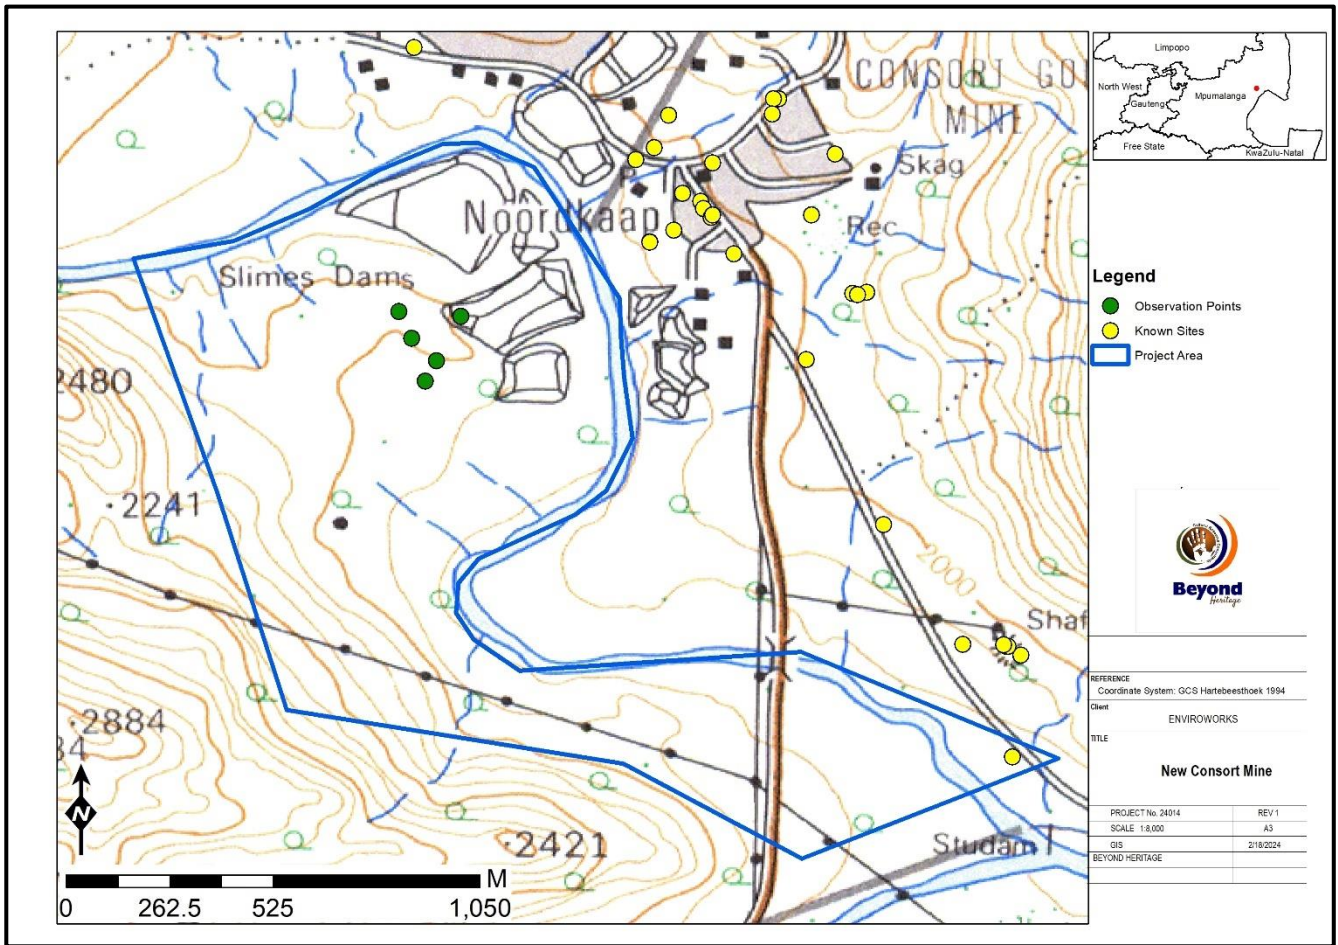 CONSORT GO
MINE
Skag
P
Noordkaap
Rec
Slimes Dams
2480
2241
2000
Shaf
2884
34
2421
Studam
N
M
0 262.5 525 1,050
Limpopo
North West
Mpumalanga
Gauteng
Free State
KwaZulu-Natal
Legend
Observation Points
Known Sites
Project Area
Beyond
Heritage
REFERENCE
Coordinate System: GCS Hartebeesthoek 1994
Client
ENVIROWORKS
TITLE
New Consort Mine
PROJECT No. 24014 REV 1
SCALE 1:8,000 A3
GIS 2/18/2024
BEYOND HERITAGE